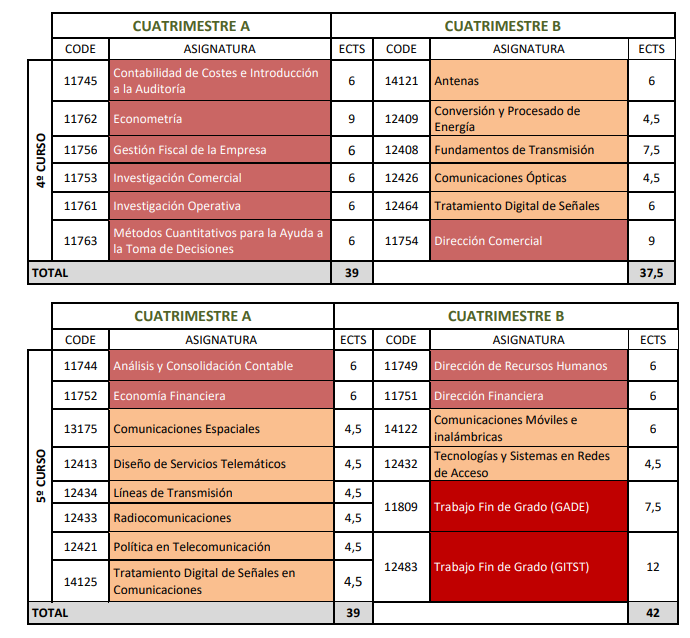 CUATRIMESTRE A CUATRIMESTRE B
CODE ASIGNATURA ECTS CODE ASIGNATURA ECTS
4º CURSO
11745 Contabilidad de Costes e Introducción
a la Auditoría 6 14121 Antenas 6
11762 Econometría 9 12409 Conversión y Procesado de
Energía 4,5
11756 Gestión Fiscal de la Empresa 6 12408 Fundamentos de Transmisión 7,5
11753 Investigación Comercial 6 12426 Comunicaciones Ópticas 4,5
11761 Investigación Operativa 6 12464 Tratamiento Digital de Señales 6
11763 Métodos Cuantitativos para la Ayuda a
la Toma de Decisiones 6 11754 Dirección Comercial 9
TOTAL 39 37,5
CUATRIMESTRE A CUATRIMESTRE B
CODE ASIGNATURA ECTS CODE ASIGNATURA ECTS
5º CURSO
11744 Análisis y Consolidación Contable 6 11749 Dirección de Recursos Humanos 6
11752 Economía Financiera 6 11751 Dirección Financiera 6
13175 Comunicaciones Espaciales 4,5 14122 Comunicaciones Móviles e
inalámbricas 6
12413 Diseño de Servicios Telemáticos 4,5 12432 Tecnologías y Sistemas en Redes
de Acceso 4,5
12434 Líneas de Transmisión 4,5
12433 Radiocomunicaciones 4,5 11809 Trabajo Fin de Grado (GADE) 7,5
12421 Política en Telecomunicación 4,5
14125 Tratamiento Digital de Señales en
Comunicaciones 4,5 12483 Trabajo Fin de Grado (GITST) 12
TOTAL 39 42